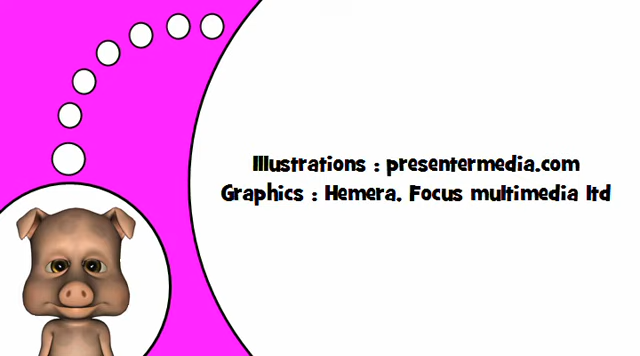 Illustrations : presentermedia.com
Graphics : Hemera. Focus multimedia ltd